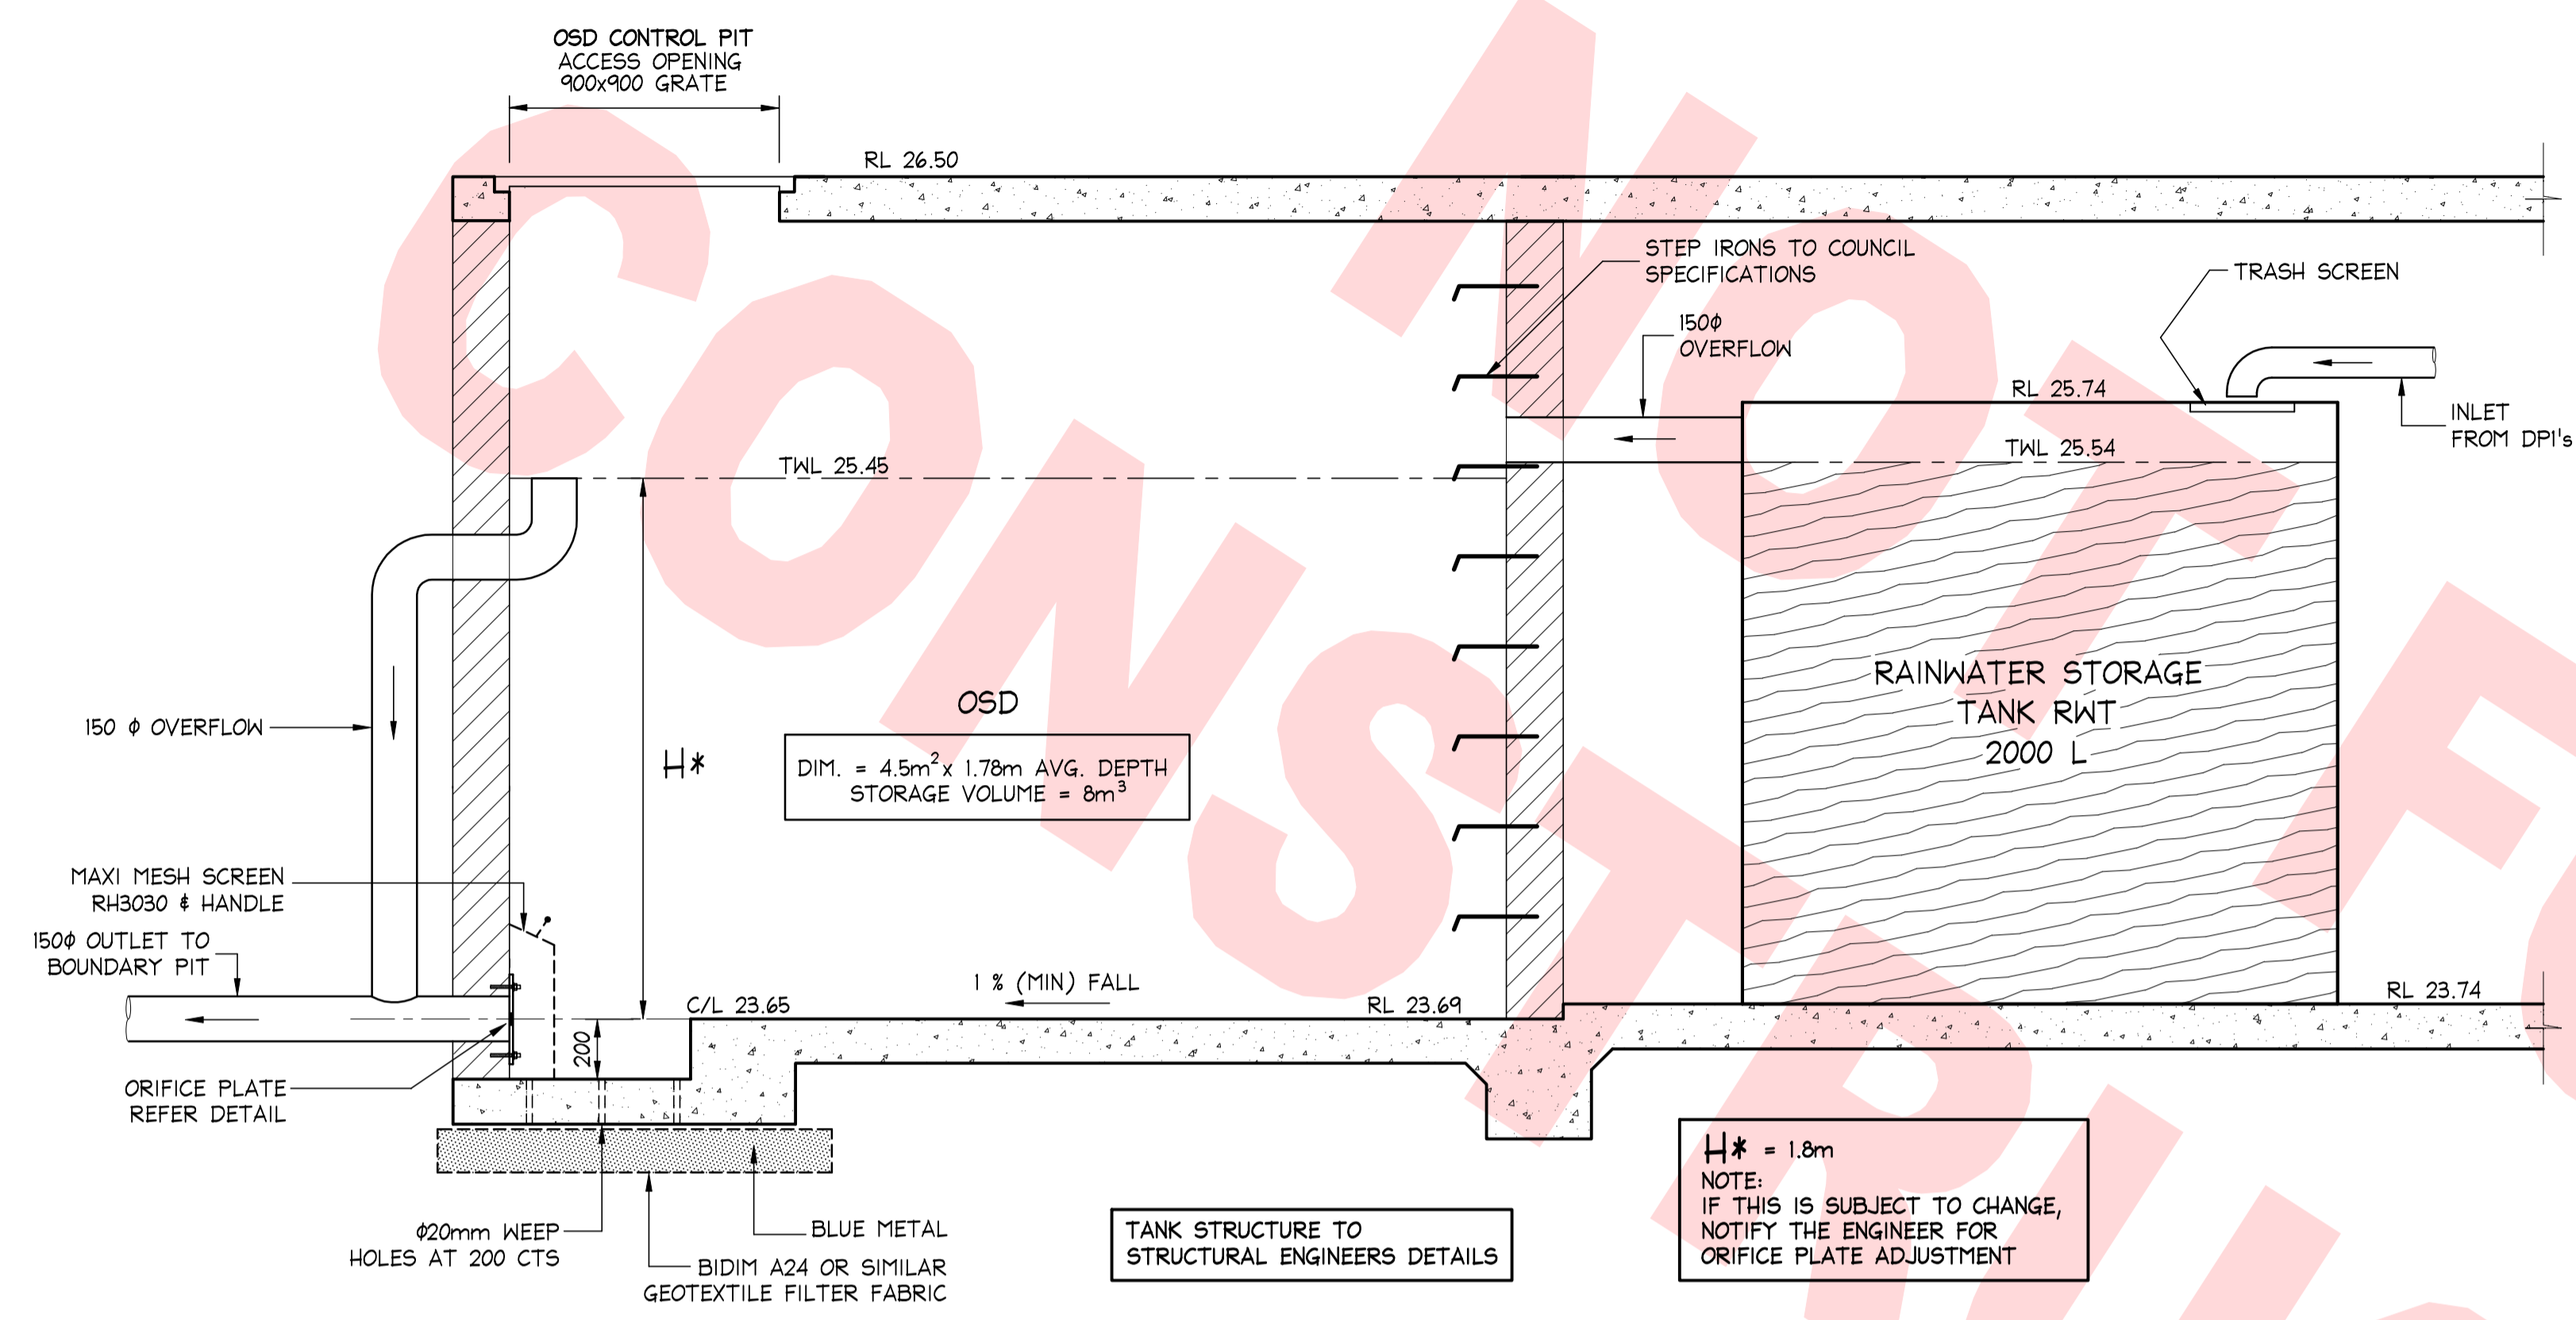 OSD CONTROL PIT
ACCESS OPENING
900x900 GRATE
RL 26.50
STEP IRONS TO COUNCIL
SPECIFICATIONS
TRASH SCREEN
150ϕ
OVERFLOW
RL 25.74
INLET
FROM DP1's
TWL 25.45
TWL 25.54
RAINWATER STORAGE
TANK RWT
2000 L
OSD
150 ϕ OVERFLOW
H*
DIM. = 4.5m² x 1.78m AVG. DEPTH
STORAGE VOLUME = 8m³
MAXI MESH SCREEN
RH3030 & HANDLE
150ϕ OUTLET TO
BOUNDARY PIT
1 % (MIN) FALL
C/L 23.65
RL 23.69
RL 23.74
200
ORIFICE PLATE
REFER DETAIL
H* = 1.8m
NOTE:
IF THIS IS SUBJECT TO CHANGE,
NOTIFY THE ENGINEER FOR
ORIFICE PLATE ADJUSTMENT
ϕ20mm WEEP
HOLES AT 200 CTS
BLUE METAL
BIDIM A24 OR SIMILAR
GEOTEXTILE FILTER FABRIC
TANK STRUCTURE TO
STRUCTURAL ENGINEERS DETAILS
NOT